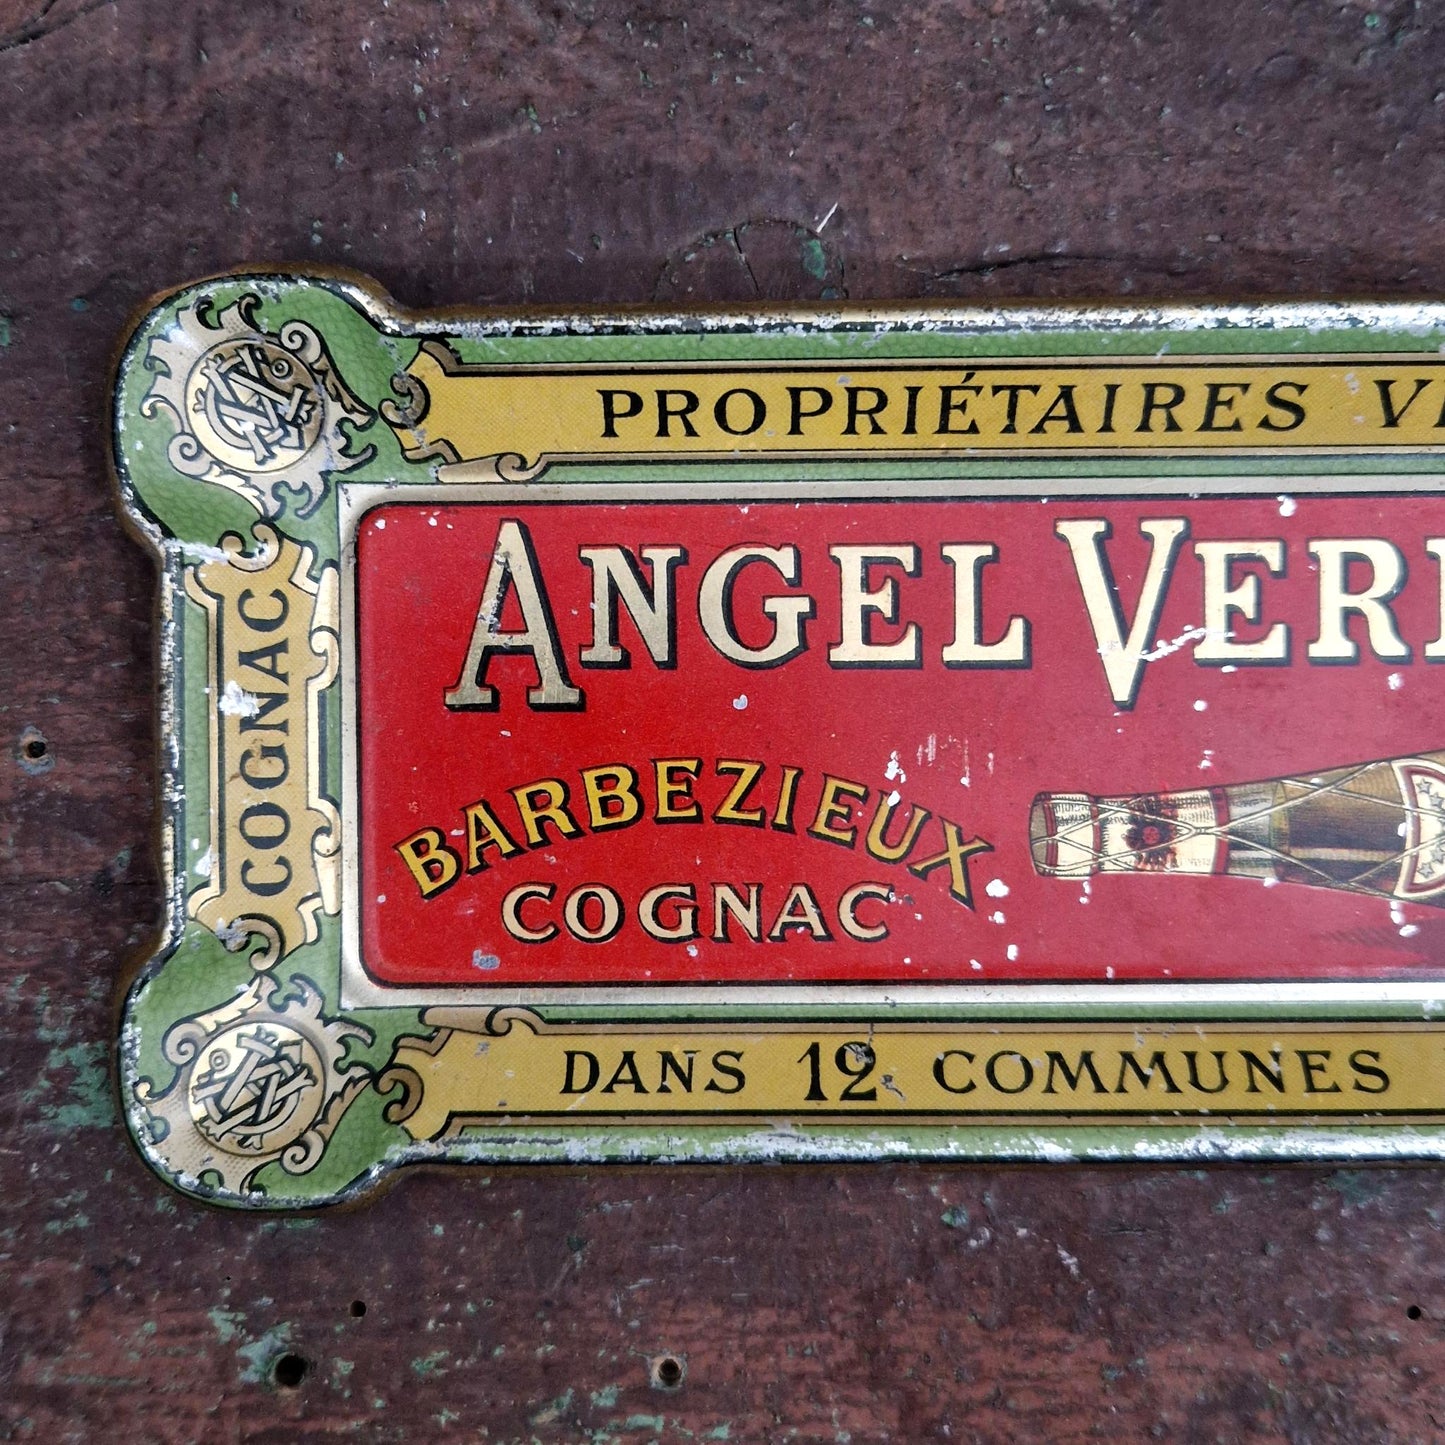 PROPRIÉTAIRES
COGNAC
ANGEL
BARBEZIEUX
COGNAC
DANS 12 COMMUNES